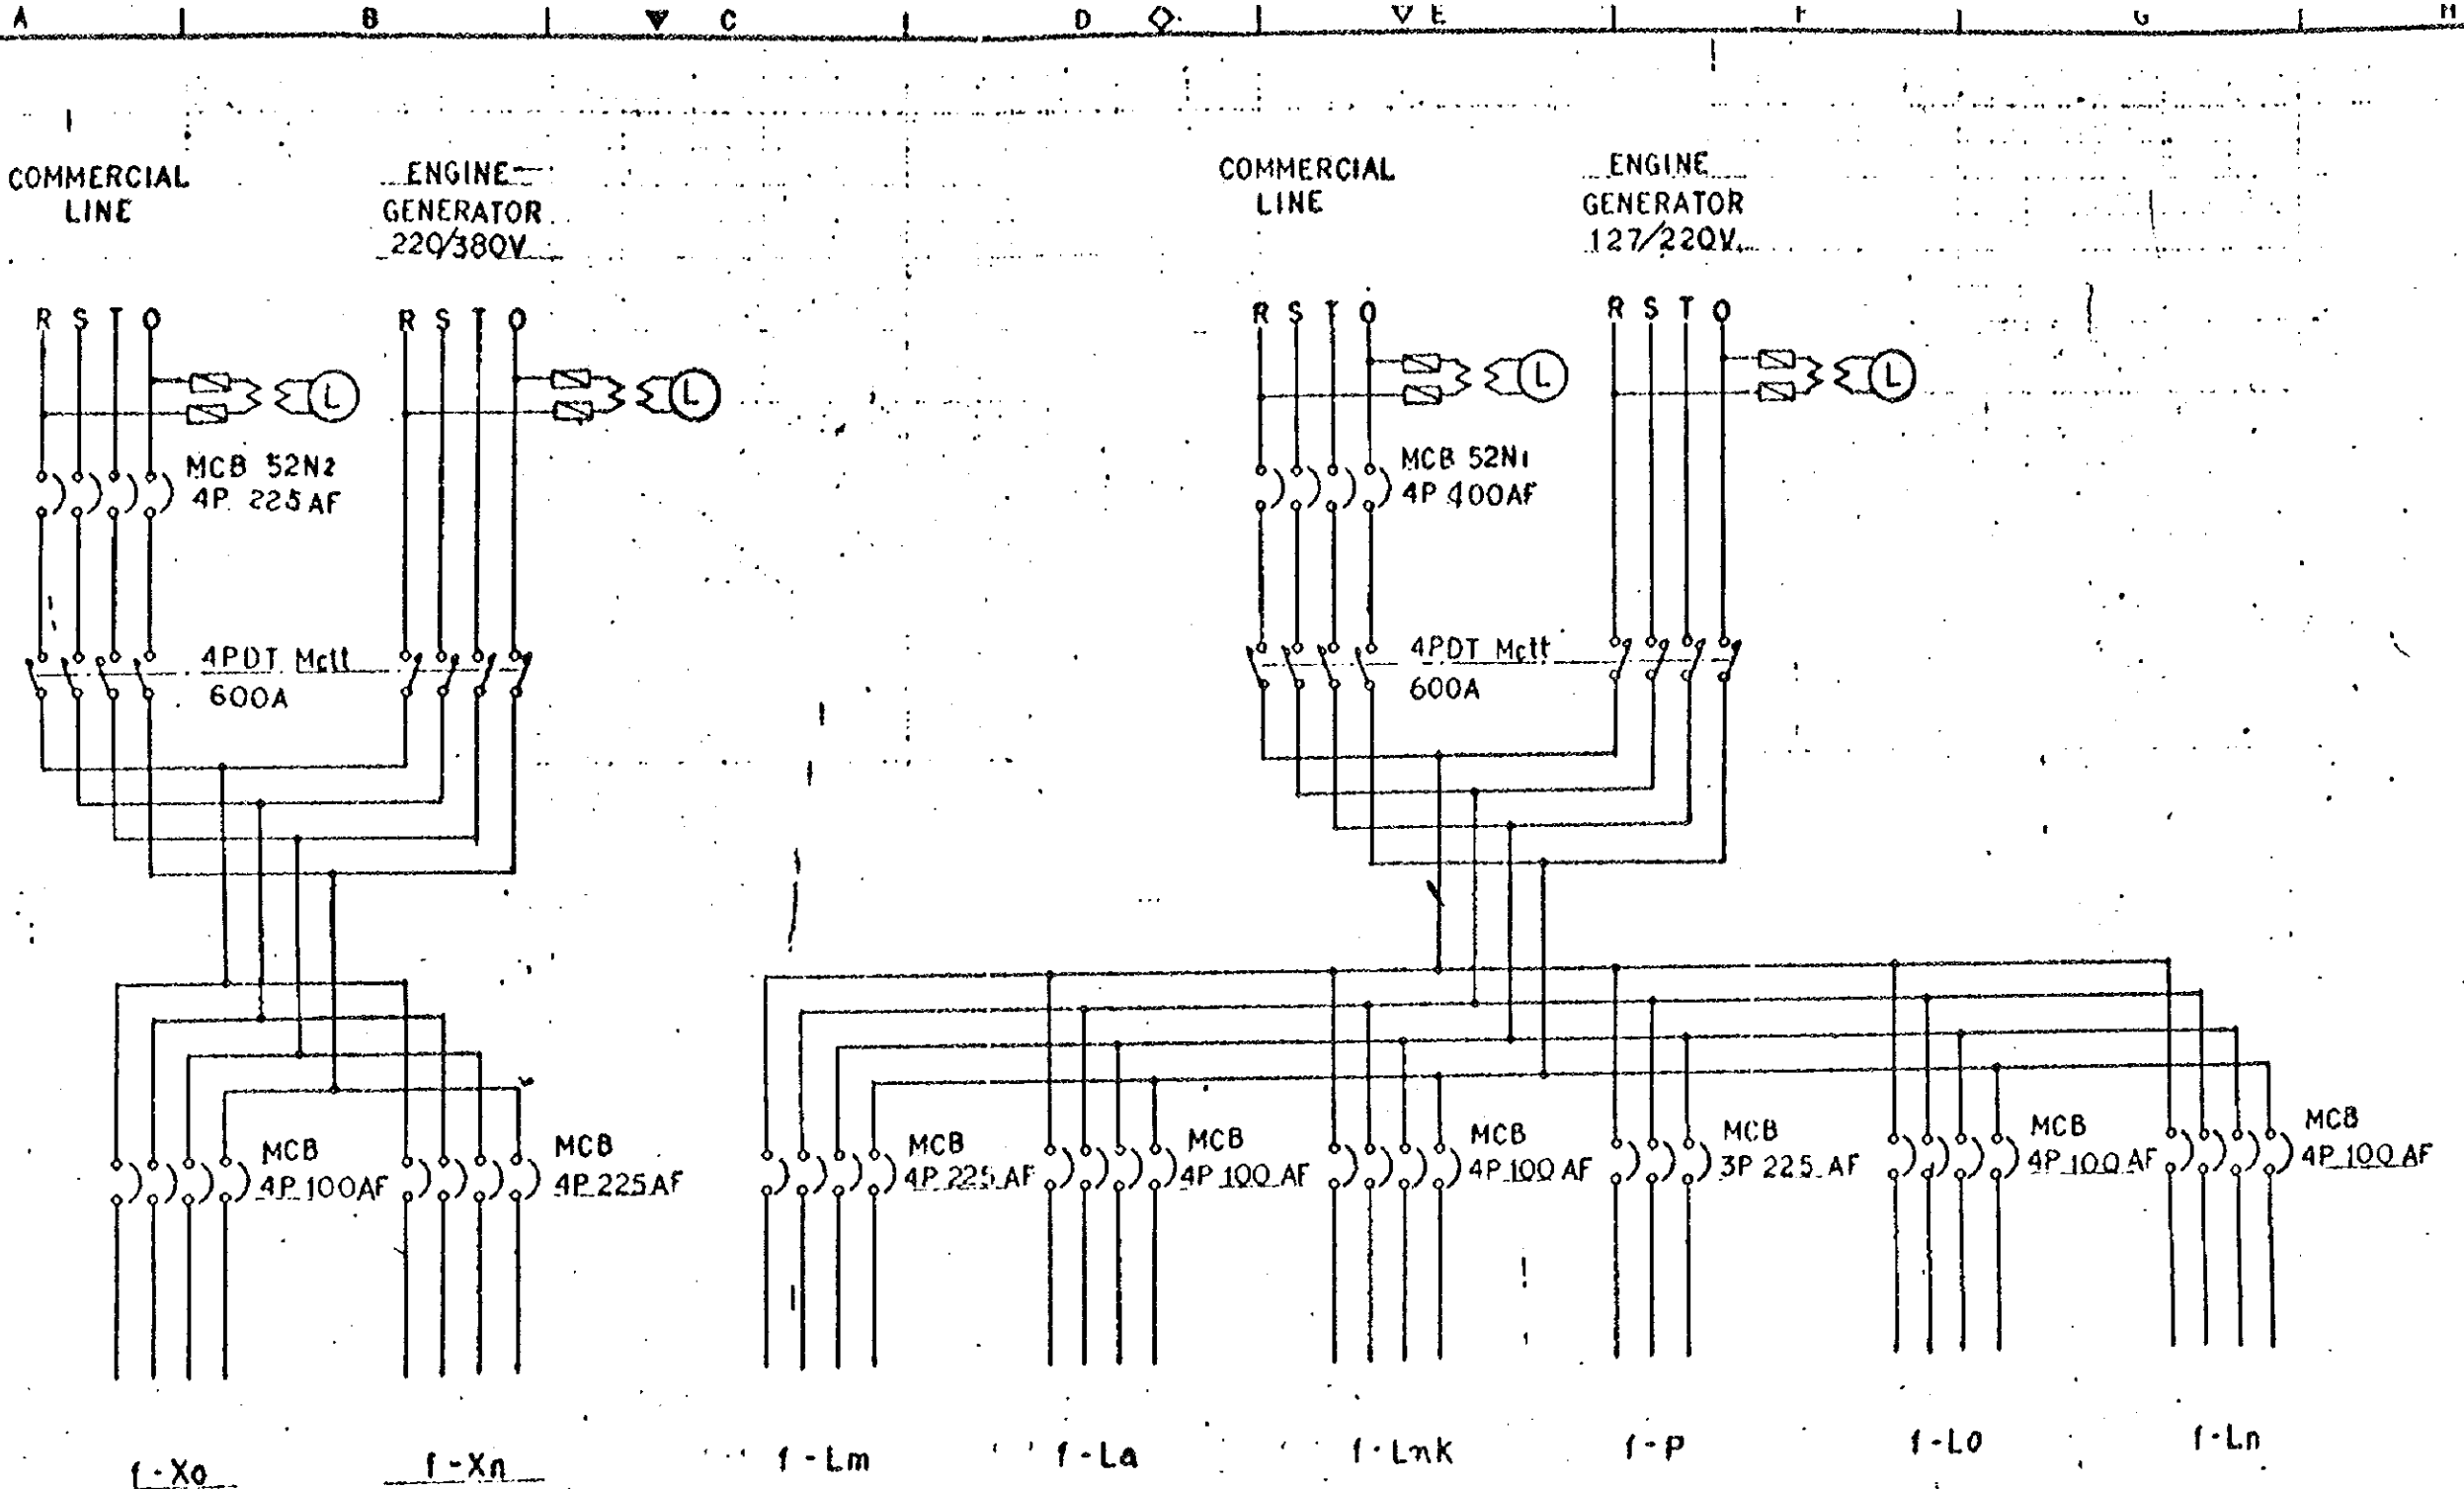 A B C D E F G H
COMMERCIAL
LINE
ENGINE
GENERATOR
220/380V
COMMERCIAL
LINE
ENGINE
GENERATOR
127/220V
R S T O
R S T O
R S T O
R S T O
L
L
L
L
MCB 52N2
4P 225AF
MCB 52N1
4P 400AF
4PDT Mctt
600A
4PDT Mctt
600A
MCB
4P 100AF
MCB
4P 225AF
MCB
4P 225 AF
MCB
4P 100 AF
MCB
4P 100 AF
MCB
3P 225 AF
MCB
4P 100 AF
MCB
4P 100 AF
f-Xo
f-Xn
f-Lm
f-La
f-LnK
f-P
f-Lo
f-Ln